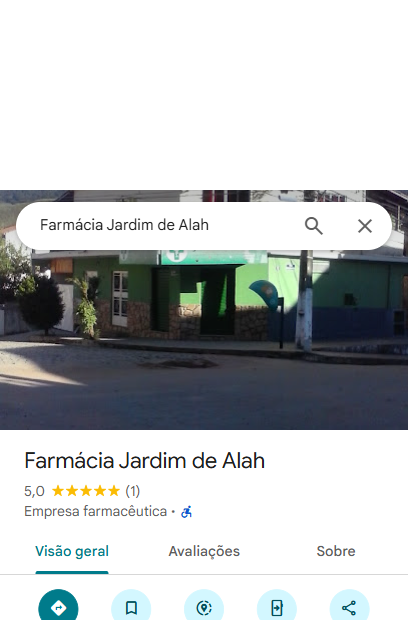 Farmácia Jardim de Alah
Farmácia Jardim de Alah
5,0 (1)
Empresa farmacêutica ·
Visão geral
Avaliações
Sobre